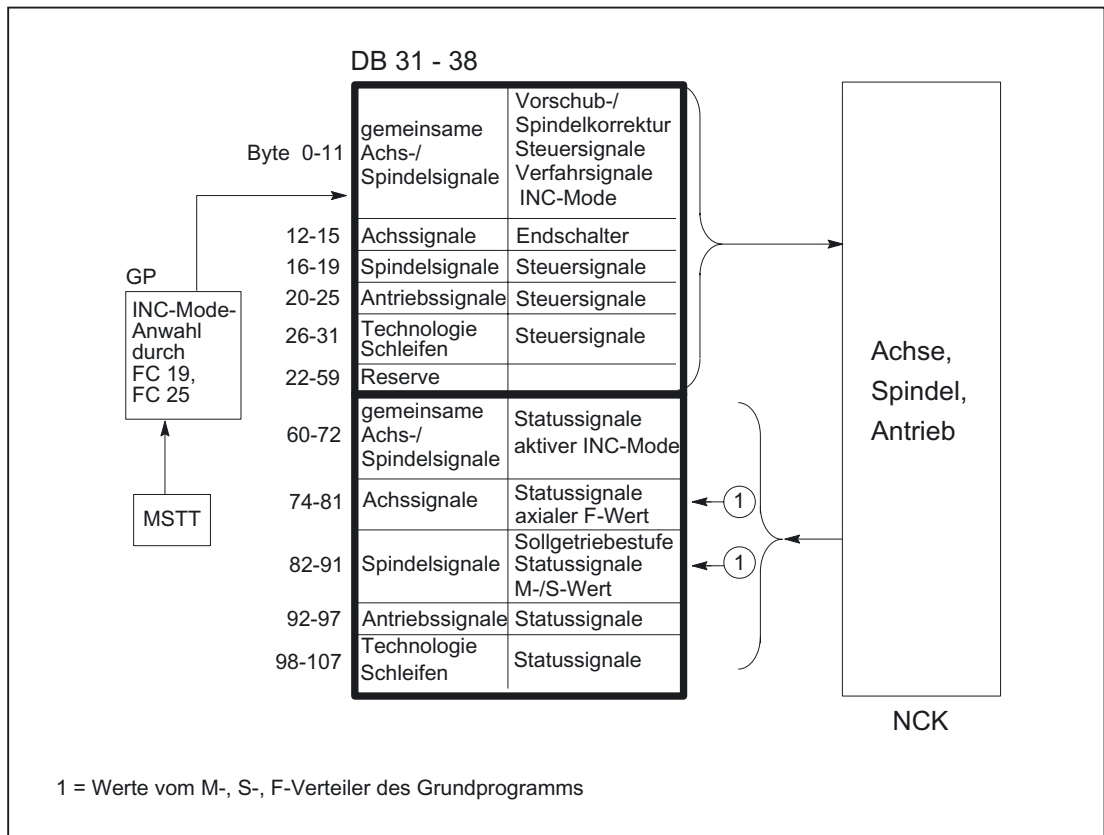 DB 31 - 38
Byte 0-11
gemeinsame
Achs-/
Spindelsignale
Vorschub-/
Spindelkorrektur
Steuersignale
Verfahrsignale
INC-Mode
12-15 Achssignale Endschalter
16-19 Spindelsignale Steuersignale
20-25 Antriebssignale Steuersignale
26-31
Technologie
Schleifen
Steuersignale
22-59 Reserve
60-72
gemeinsame
Achs-/
Spindelsignale
Statussignale
aktiver INC-Mode
74-81 Achssignale
Statussignale
axialer F-Wert
1
82-91 Spindelsignale
Sollgetriebestufe
Statussignale
M-/S-Wert
1
92-97 Antriebssignale Statussignale
98-107
Technologie
Schleifen
Statussignale
GP
INC-Mode-
Anwahl
durch
FC 19,
FC 25
MSTT
Achse,
Spindel,
Antrieb
NCK
1 = Werte vom M-, S-, F-Verteiler des Grundprogramms